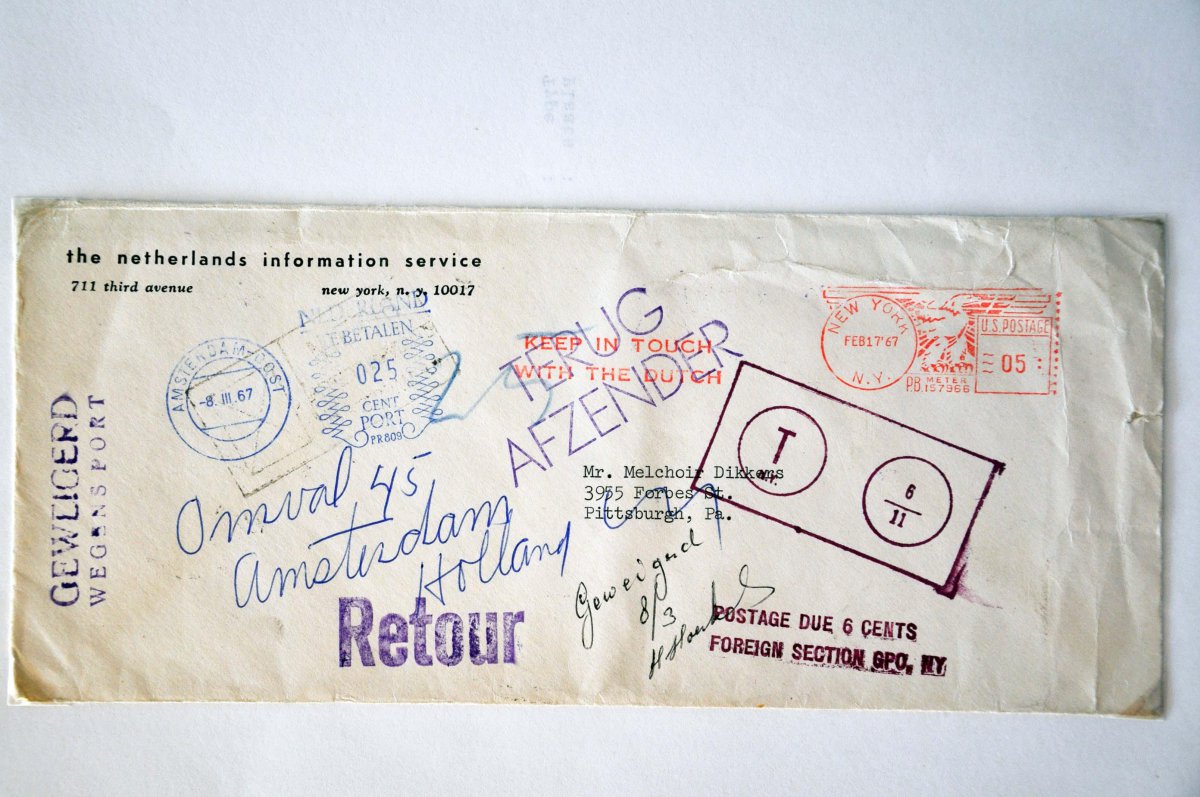 the netherlands information service
711 third avenue new york, n. y. 10017
NEDERLAND
TE BETALEN
025
CENT
PORT
PR809
AMSTERDAM-OOST
-8.III.67
KEEP IN TOUCH
WITH THE DUTCH
TERUG
AFZENDER
NEW YORK
FEB 17 '67
N.Y.
U.S. POSTAGE
05
P.B. METER
157966
GEWEIGERD
WEGENS PORT
Mr. Melchoir Dikkers
3955 Forbes St.
Pittsburgh, Pa.
T
N.Y.
6
11
Omval 45
Amsterdam
Holland
Geweigerd
8/3
Retour
POSTAGE DUE 6 CENTS
FOREIGN SECTION GPO, NY